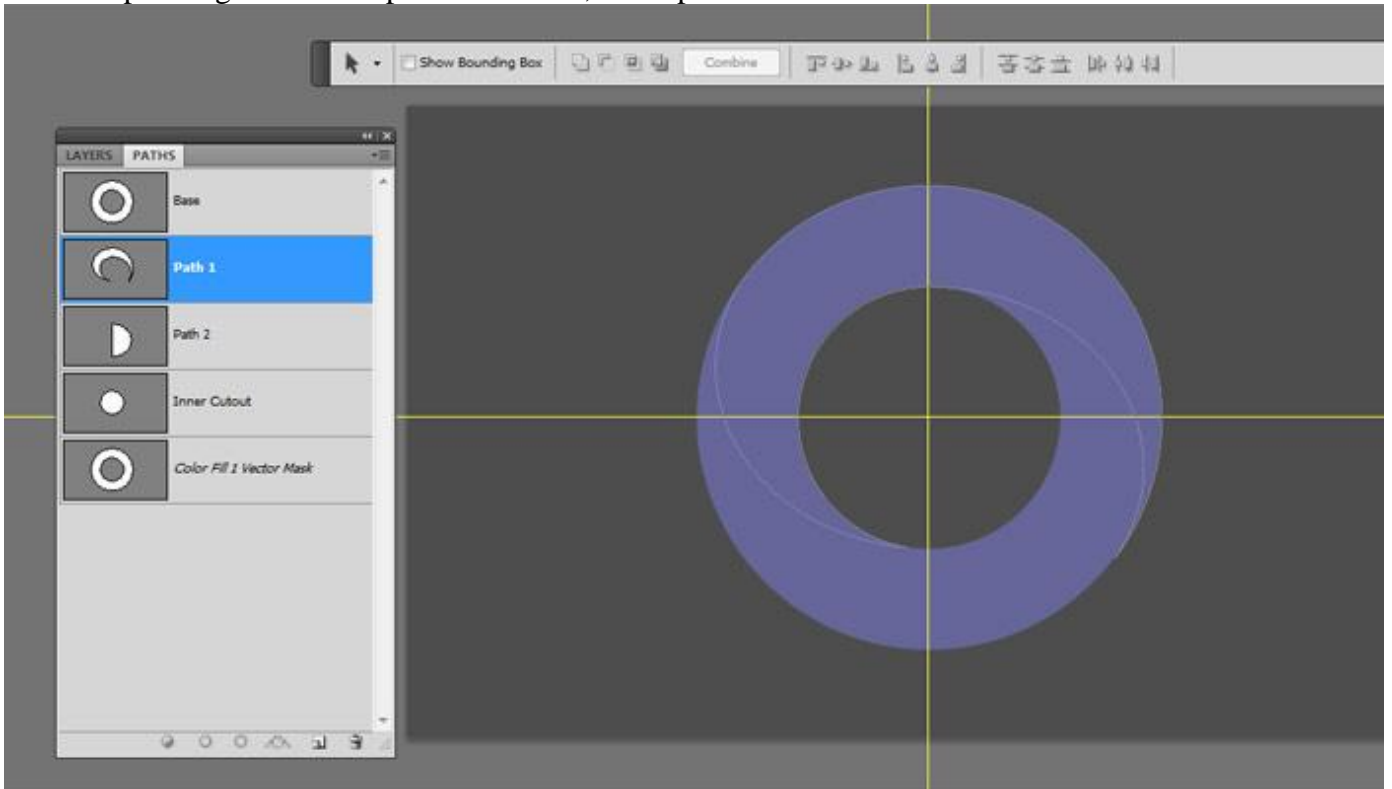 Show Bounding Box
Combine
LAYERS PATHS
Base
Path 1
Path 2
Inner Cutout
Color Fill 1 Vector Mask